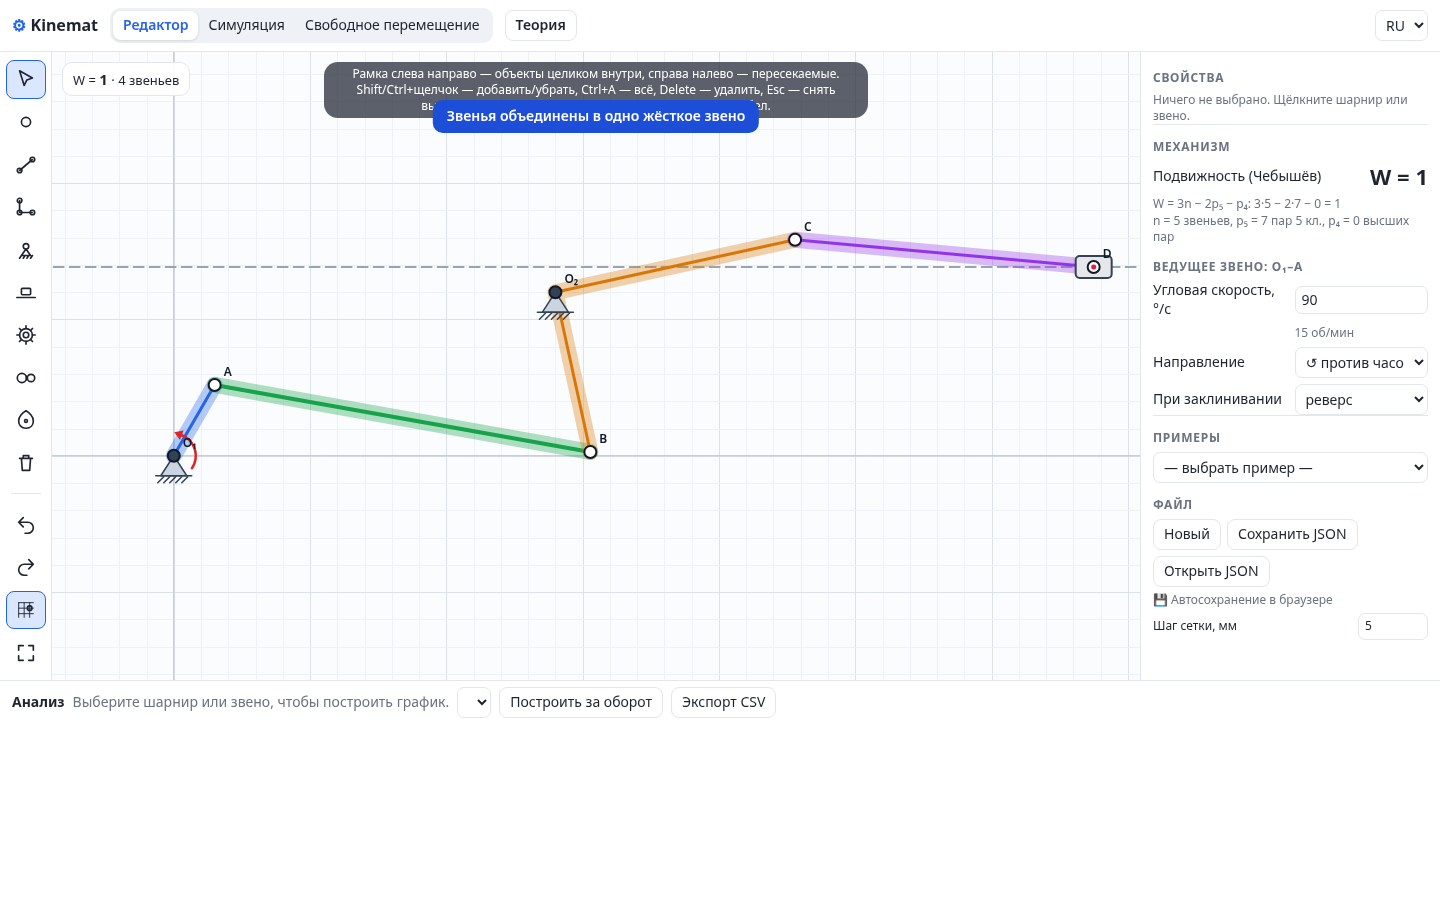 Kinemat
Редактор
Симуляция
Свободное перемещение
Теория
RU
W = 1 · 4 звеньев
Рамка слева направо — объекты целиком внутри, справа налево — пересекаемые.
Shift/Ctrl+щелчок — добавить/убрать, Ctrl+A — всё, Delete — удалить, Esc — снять
Звенья объединены в одно жёсткое звено
C
D
O₂
A
B
O₁
СВОЙСТВА
Ничего не выбрано. Щёлкните шарнир или
звено.
МЕХАНИЗМ
Подвижность (Чебышёв)
W = 1
W = 3n − 2p₅ − p₄: 3·5 − 2·7 − 0 = 1
n = 5 звеньев, p₅ = 7 пар 5 кл., p₄ = 0 высших
пар
ВЕДУЩЕЕ ЗВЕНО: O₁–A
Угловая скорость,
°/с
90
15 об/мин
Направление
↺ против часо
При заклинивании
реверс
ПРИМЕРЫ
— выбрать пример —
ФАЙЛ
Новый
Сохранить JSON
Открыть JSON
💾 Автосохранение в браузере
Шаг сетки, мм
5
Анализ
Выберите шарнир или звено, чтобы построить график.
Построить за оборот
Экспорт CSV